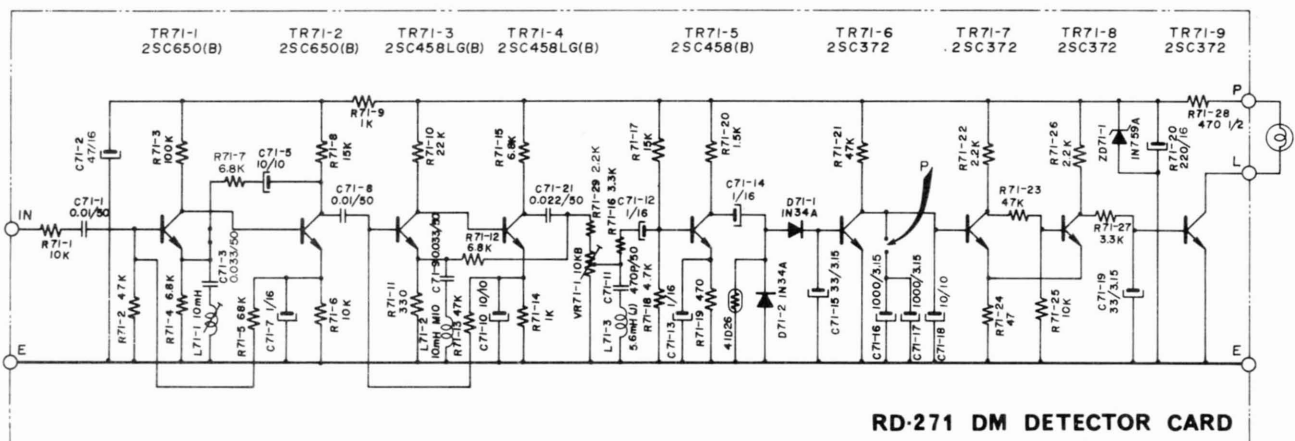 TR71-1
2SC650(B)
TR71-2
2SC650(B)
TR71-3
2SC458LG(B)
TR71-4
2SC458LG(B)
TR71-5
2SC458(B)
TR71-6
2SC372
TR71-7
2SC372
TR71-8
2SC372
TR71-9
2SC372
P
R71-9
1K
C71-2
47/16
R71-3
100K
R71-7
6.8K
C71-5
10/10
R71-8
15K
R71-10
22K
R71-15
6.8K
R71-17
15K
R71-20
1.5K
R71-21
47K
R71-22
2.2K
R71-26
2.2K
ZD71-1
1N759A
R71-20
220/16
R71-28
470 1/2
L
IN
C71-1
0.01/50
R71-1
10K
C71-8
0.01/50
C71-21
0.022/50
R71-29 2.2K
R71-16 3.3K
C71-12
1/16
C71-14
1/16
D71-1
1N34A
P
R71-23
47K
R71-27
3.3K
R71-2 47K
R71-4 6.8K
C71-3
0.033/50
L71-1 10mH
R71-5 68K
C71-7 1/16
R71-6
10K
R71-11
330
C71-9 0.033/50
R71-12
6.8K
L71-2
10mH M10
R71-13 47K
C71-10 10/10
R71-14
1K
VR71-1 10KB
C71-11
470P/50
L71-3
5.6mH (J)
R71-18 4.7K
C71-13 1/16
R71-19 470
41D26
D71-2 1N34A
C71-15 33/3.15
C71-16 1000/3.15
C71-17 1000/3.15
C71-18 10/10
R71-24
47
R71-25
10K
C71-19
33/3.15
E
E
RD-271 DM DETECTOR CARD